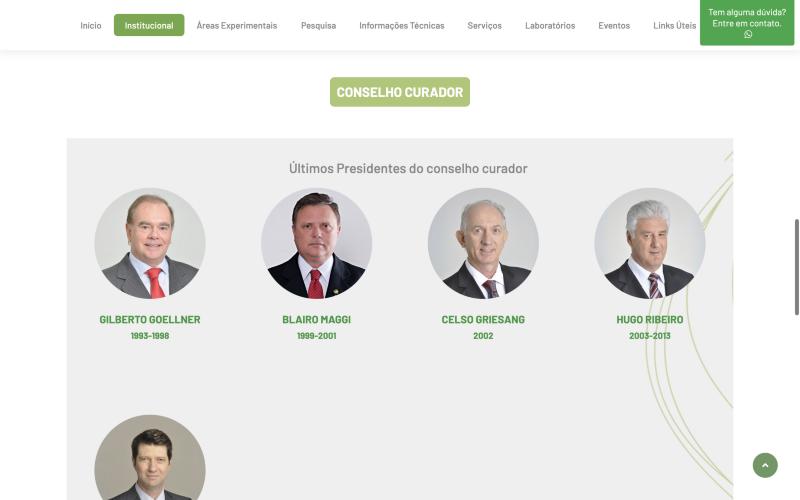 Início Institucional Áreas Experimentais Pesquisa Informações Técnicas Serviços Laboratórios Eventos Links Úteis
Tem alguma dúvida?
Entre em contato.
CONSELHO CURADOR
Últimos Presidentes do conselho curador
GILBERTO GOELLNER
1993-1998
BLAIRO MAGGI
1999-2001
CELSO GRIESANG
2002
HUGO RIBEIRO
2003-2013